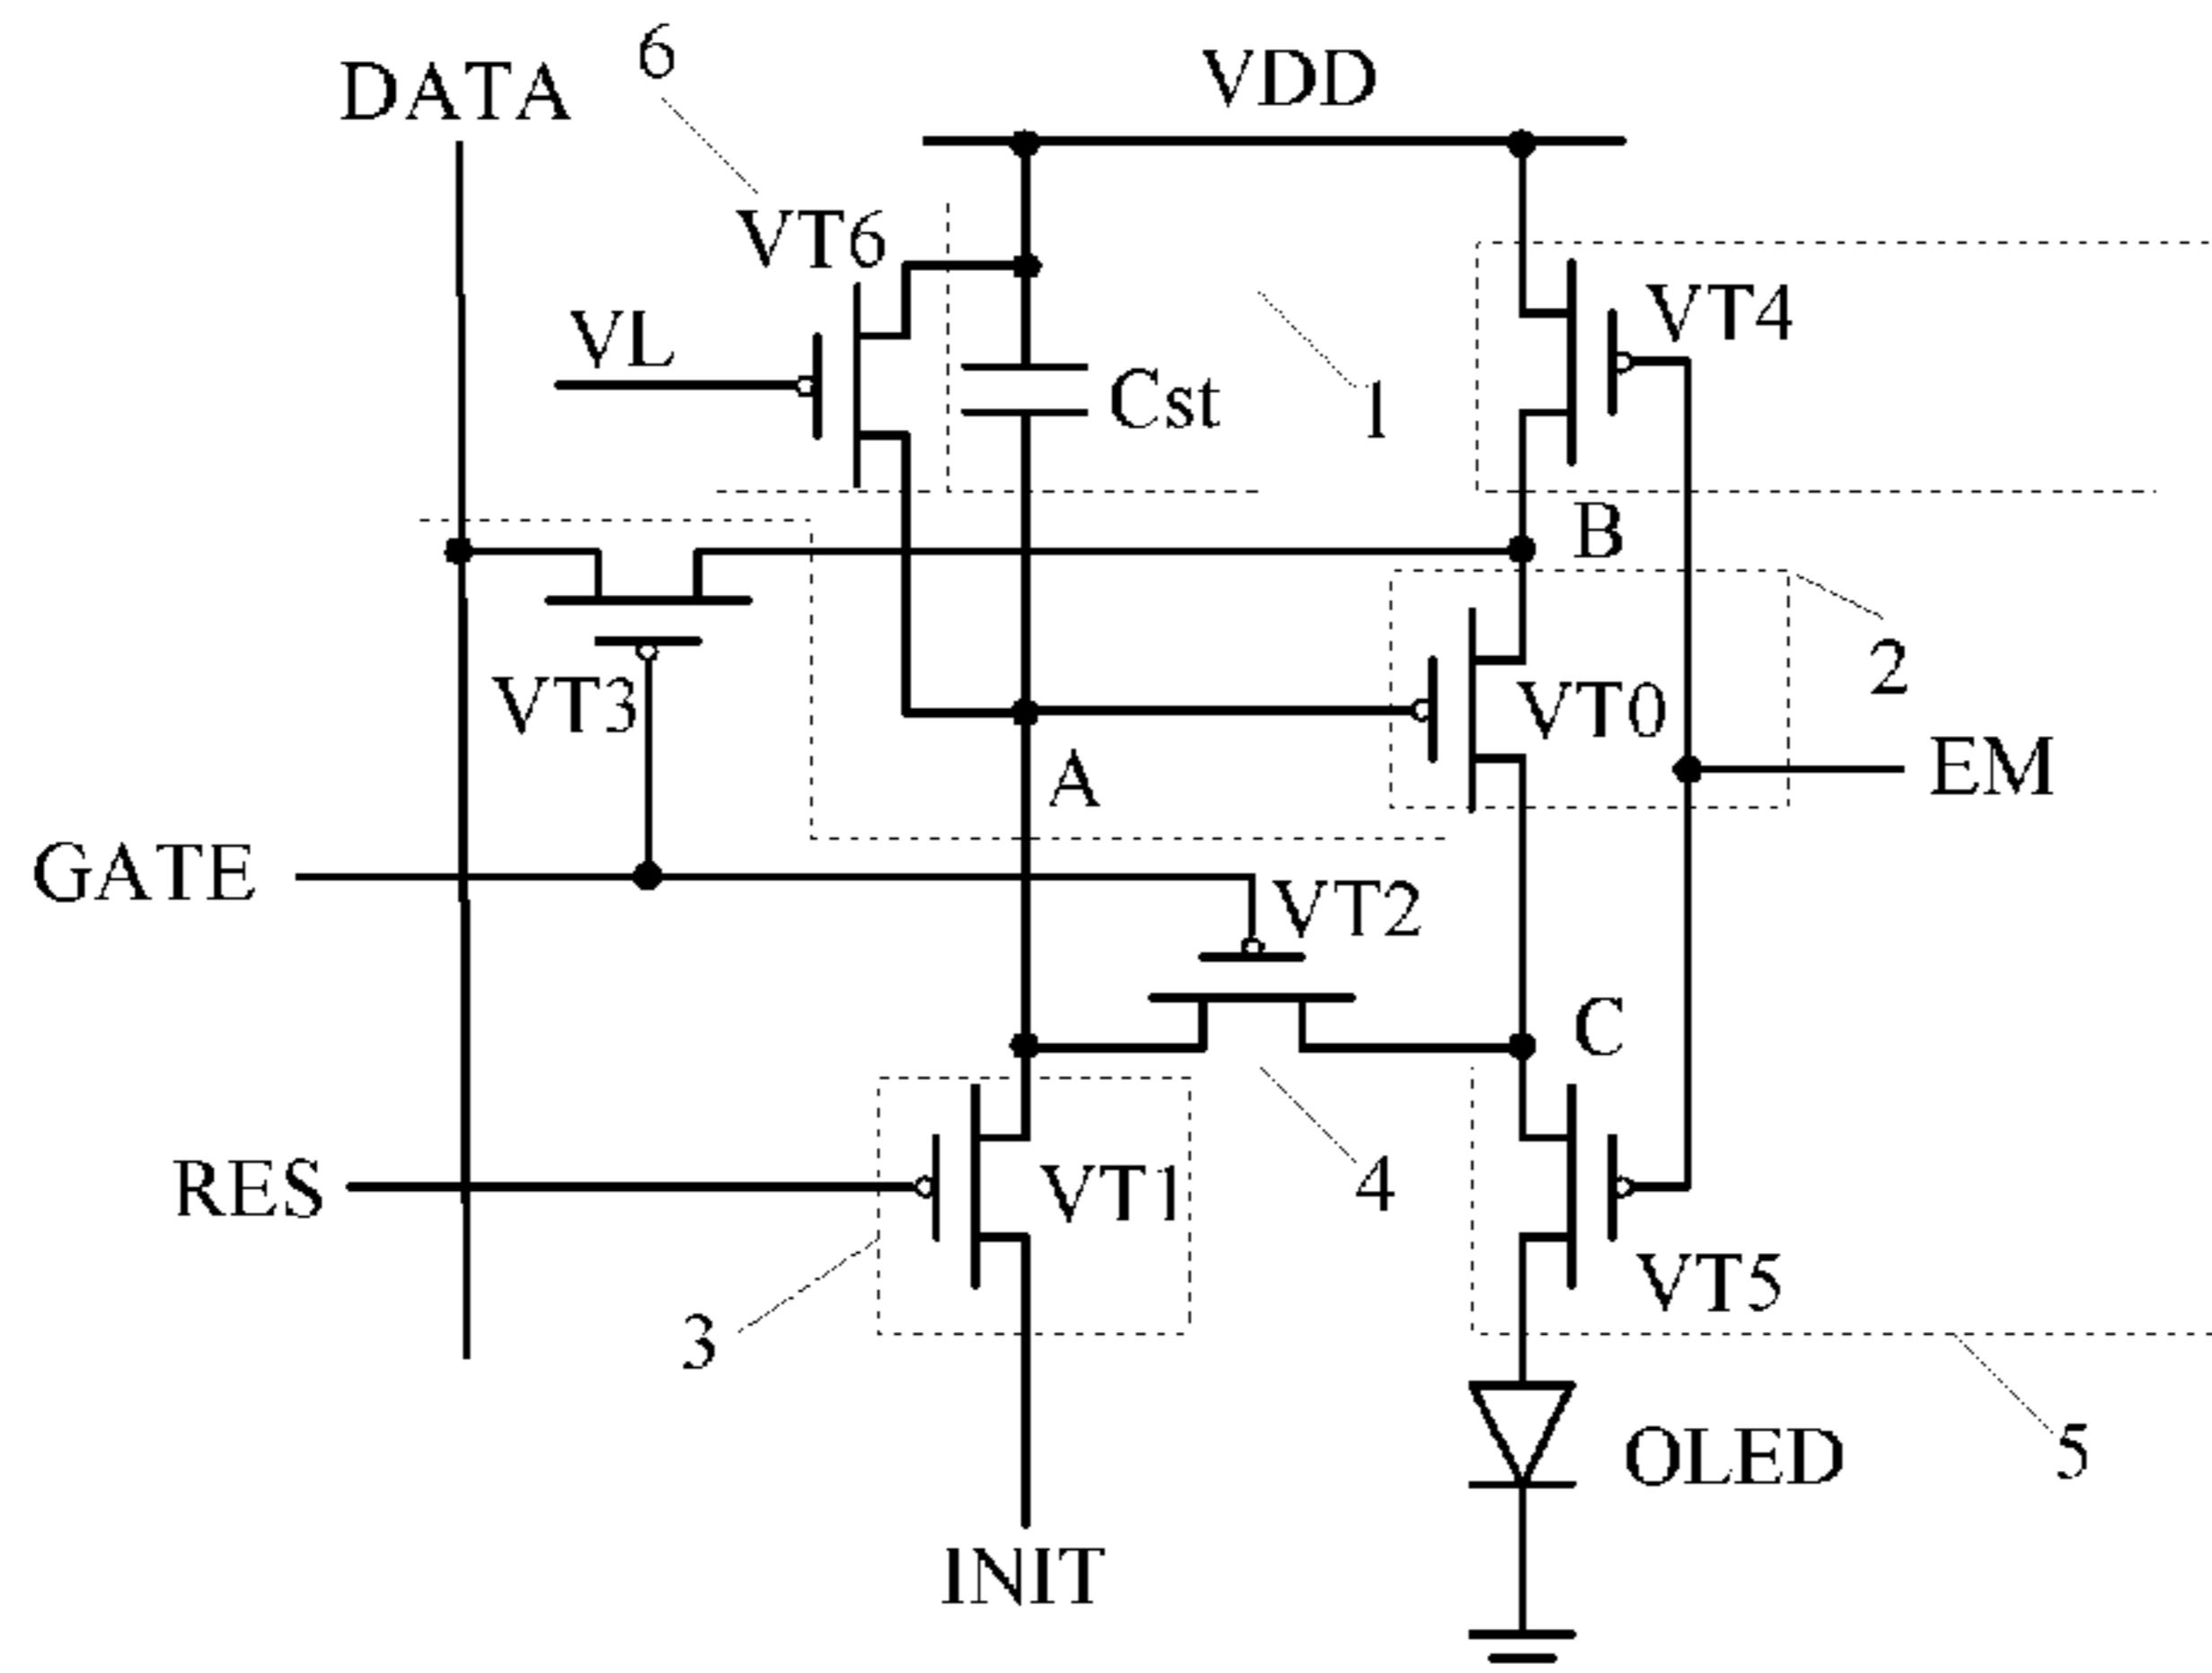 6
DATA
VDD
VT6
VT4
VL
Cst
1
B
VT3
VT0
2
A
EM
GATE
VT2
C
RES
VT1
4
3
VT5
OLED
5
INIT